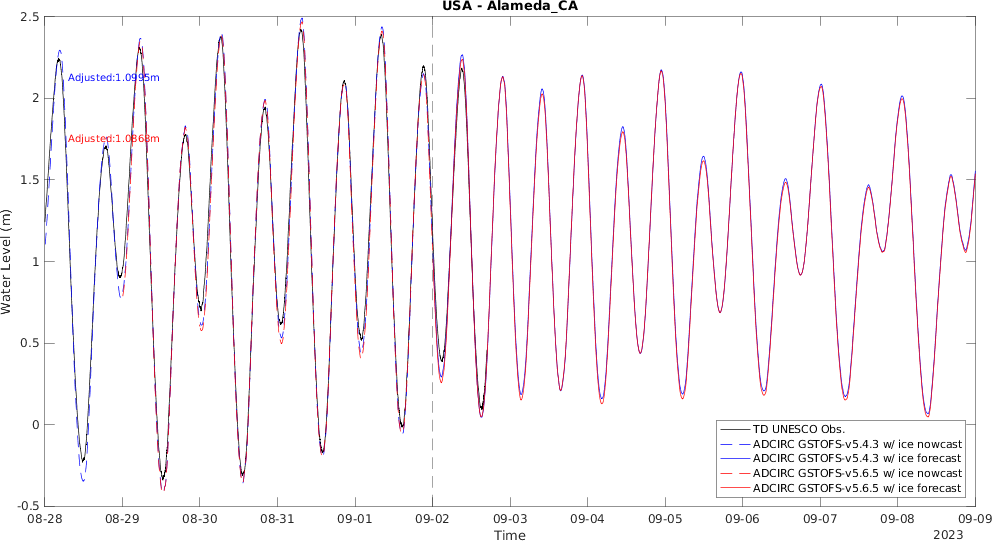 USA - Alameda_CA
2.5
2
1.5
1
0.5
0
-0.5
Water Level (m)
Adjusted:1.0995m
Adjusted:1.0868m
TD UNESCO Obs.
ADCIRC GSTOFS-v5.4.3 w/ ice nowcast
ADCIRC GSTOFS-v5.4.3 w/ ice forecast
ADCIRC GSTOFS-v5.6.5 w/ ice nowcast
ADCIRC GSTOFS-v5.6.5 w/ ice forecast
08-28 08-29 08-30 08-31 09-01 09-02 09-03 09-04 09-05 09-06 09-07 09-08 09-09
Time
2023